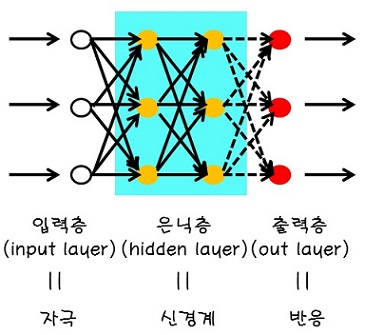 입력층 은닉층 출력층
(input layer) (hidden layer) (out layer)
|| || ||
자극 신경계 반응